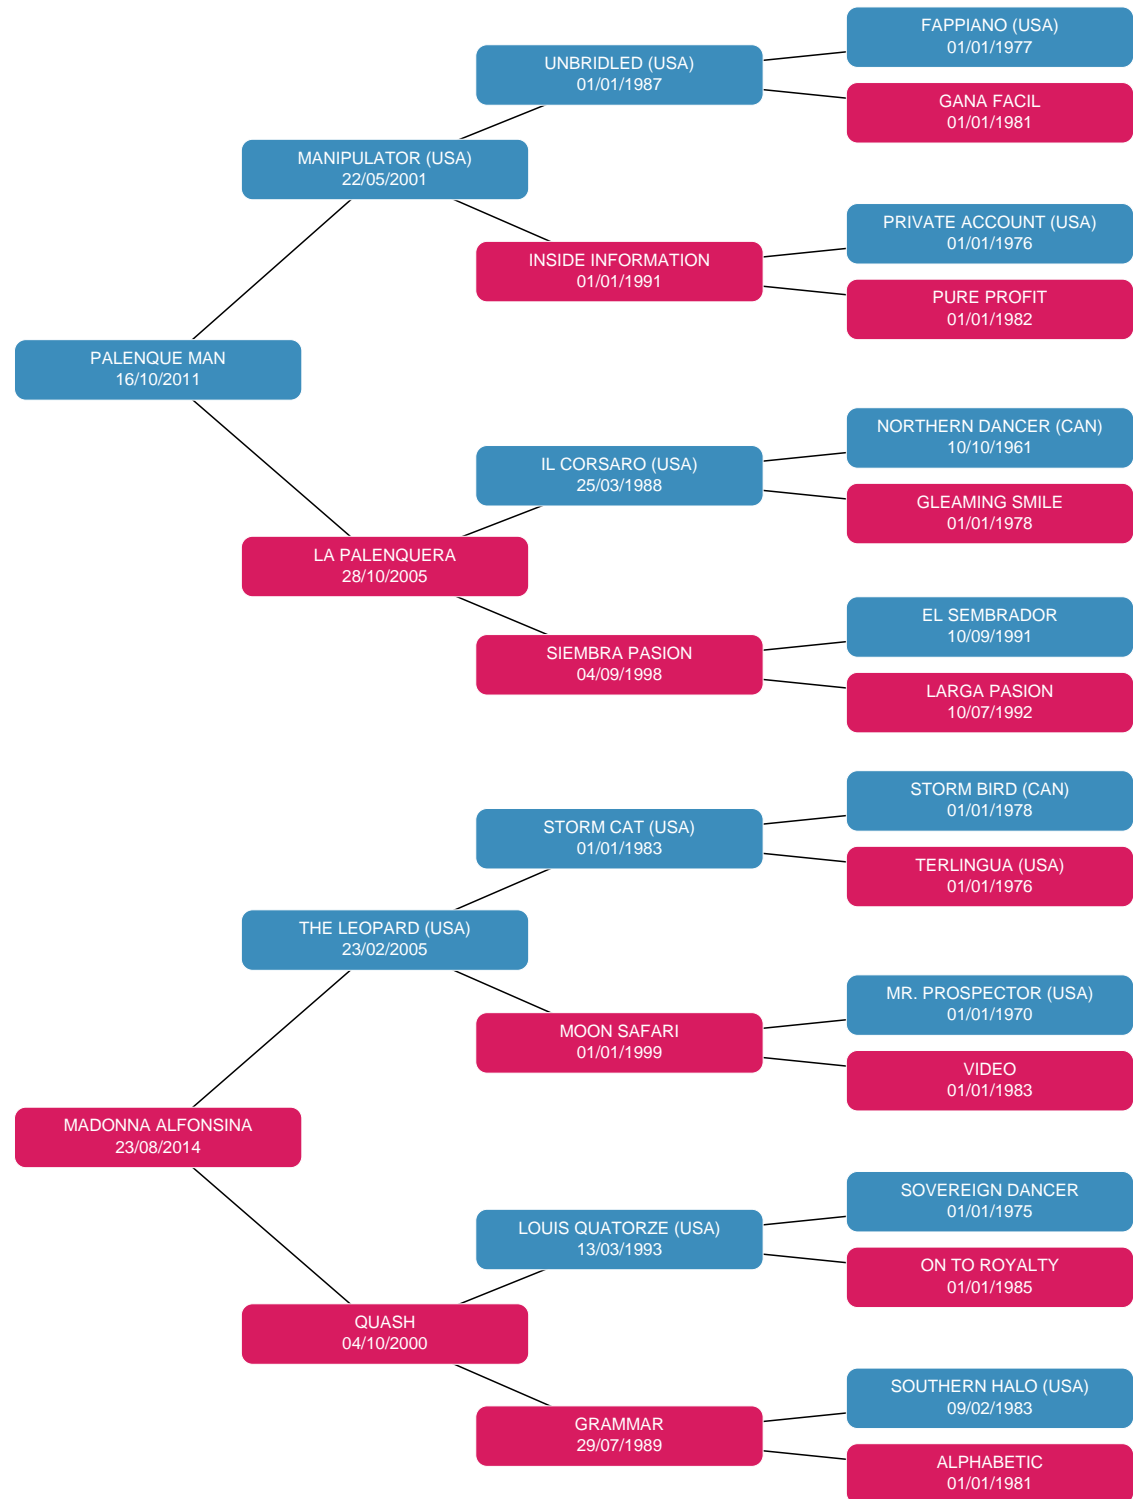 FAPPIANO (USA)
01/01/1977
UNBRIDLED (USA)
01/01/1987
GANA FACIL
01/01/1981
MANIPULATOR (USA)
22/05/2001
PRIVATE ACCOUNT (USA)
01/01/1976
INSIDE INFORMATION
01/01/1991
PURE PROFIT
01/01/1982
PALENQUE MAN
16/10/2011
NORTHERN DANCER (CAN)
10/10/1961
IL CORSARO (USA)
25/03/1988
GLEAMING SMILE
01/01/1978
LA PALENQUERA
28/10/2005
EL SEMBRADOR
10/09/1991
SIEMBRA PASION
04/09/1998
LARGA PASION
10/07/1992
STORM BIRD (CAN)
01/01/1978
STORM CAT (USA)
01/01/1983
TERLINGUA (USA)
01/01/1976
THE LEOPARD (USA)
23/02/2005
MR. PROSPECTOR (USA)
01/01/1970
MOON SAFARI
01/01/1999
VIDEO
01/01/1983
MADONNA ALFONSINA
23/08/2014
SOVEREIGN DANCER
01/01/1975
LOUIS QUATORZE (USA)
13/03/1993
ON TO ROYALTY
01/01/1985
QUASH
04/10/2000
SOUTHERN HALO (USA)
09/02/1983
GRAMMAR
29/07/1989
ALPHABETIC
01/01/1981